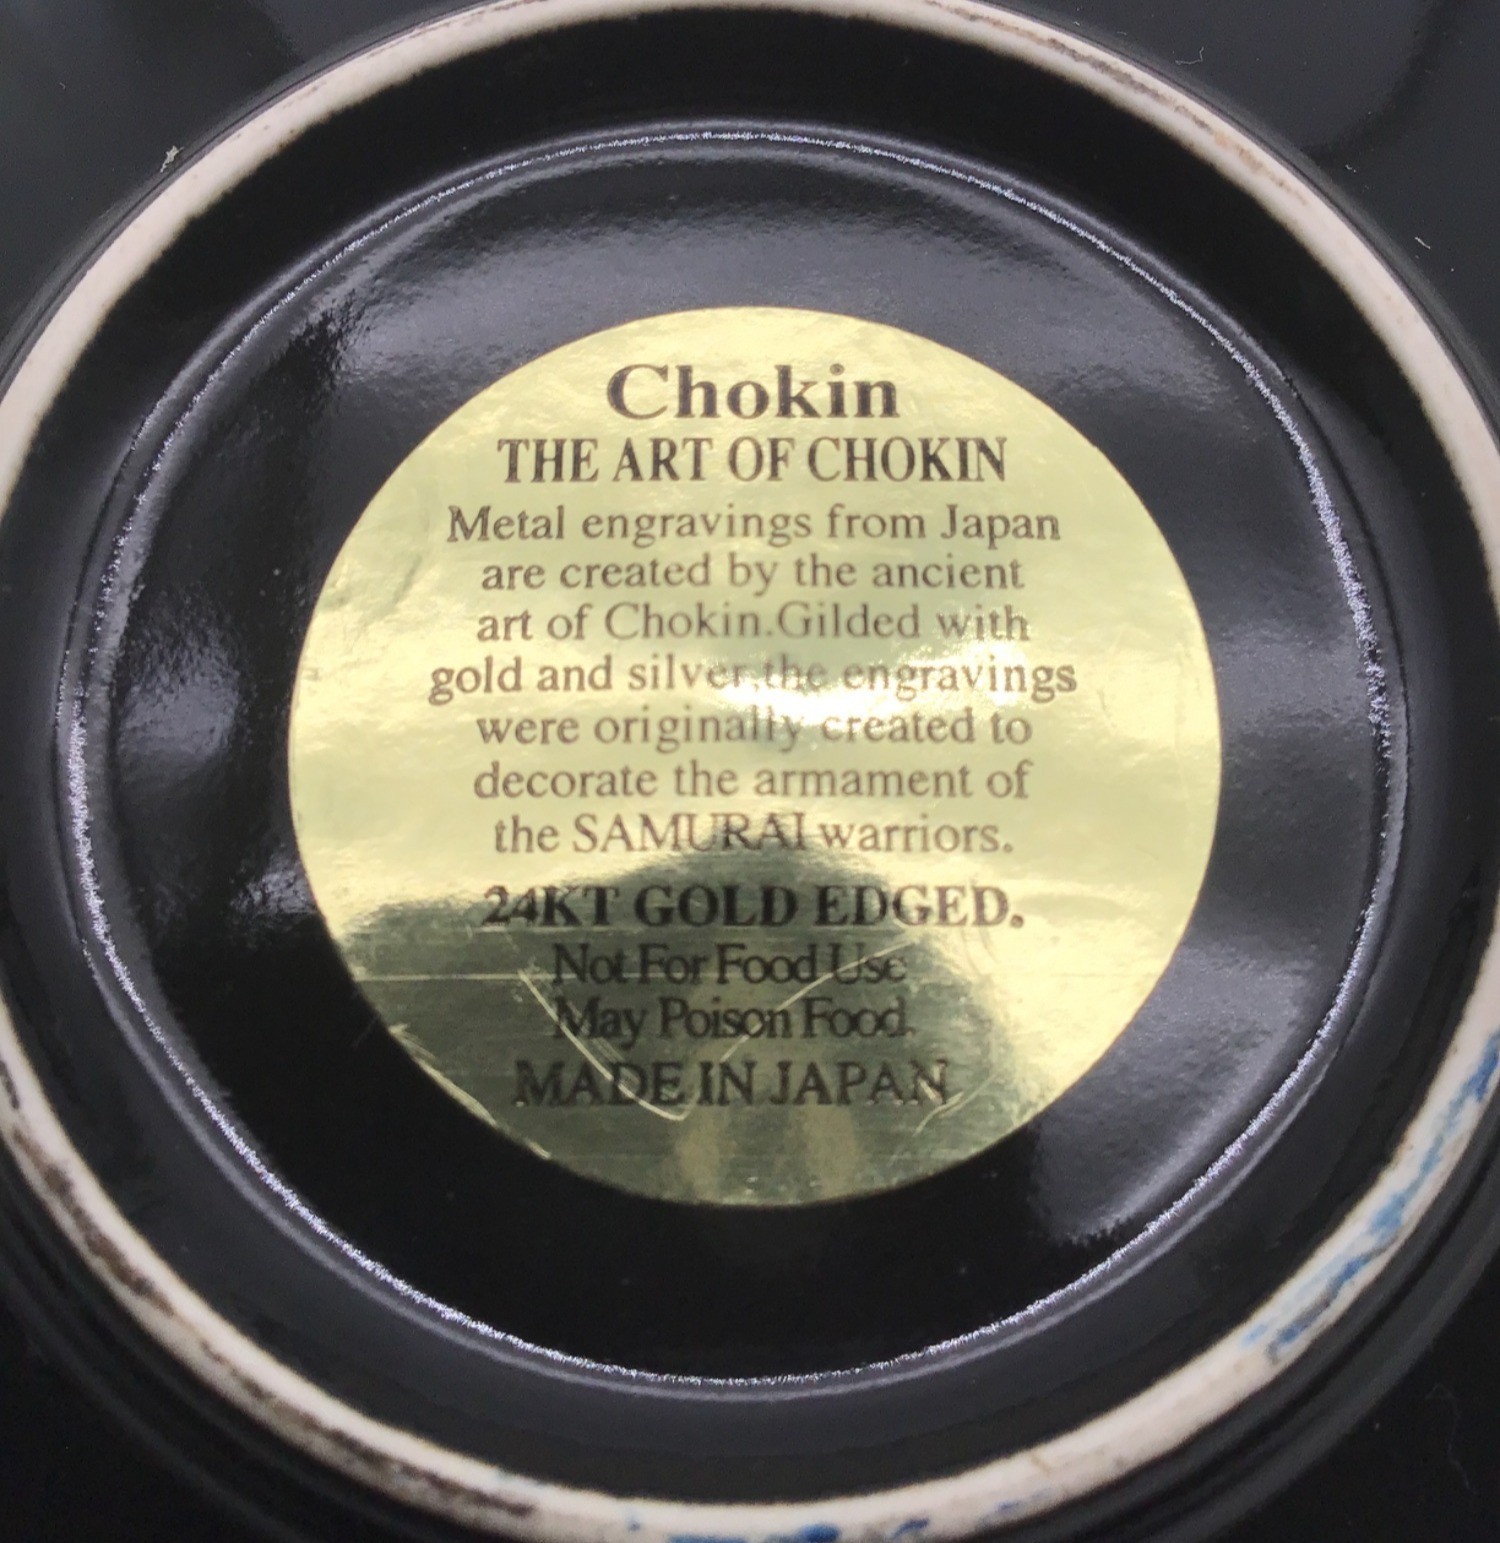 Chokin
THE ART OF CHOKIN
Metal engravings from Japan
are created by the ancient
art of Chokin.Gilded with
gold and silver,the engravings
were originally created to
decorate the armament of
the SAMURAI warriors.
24KT GOLD EDGED.
Not For Food Use
May Poison Food.
MADE IN JAPAN